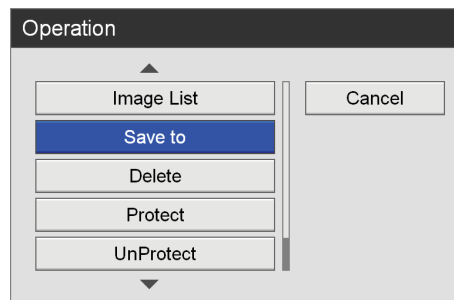 Operation
Image List
Cancel
Save to
Delete
Protect
UnProtect